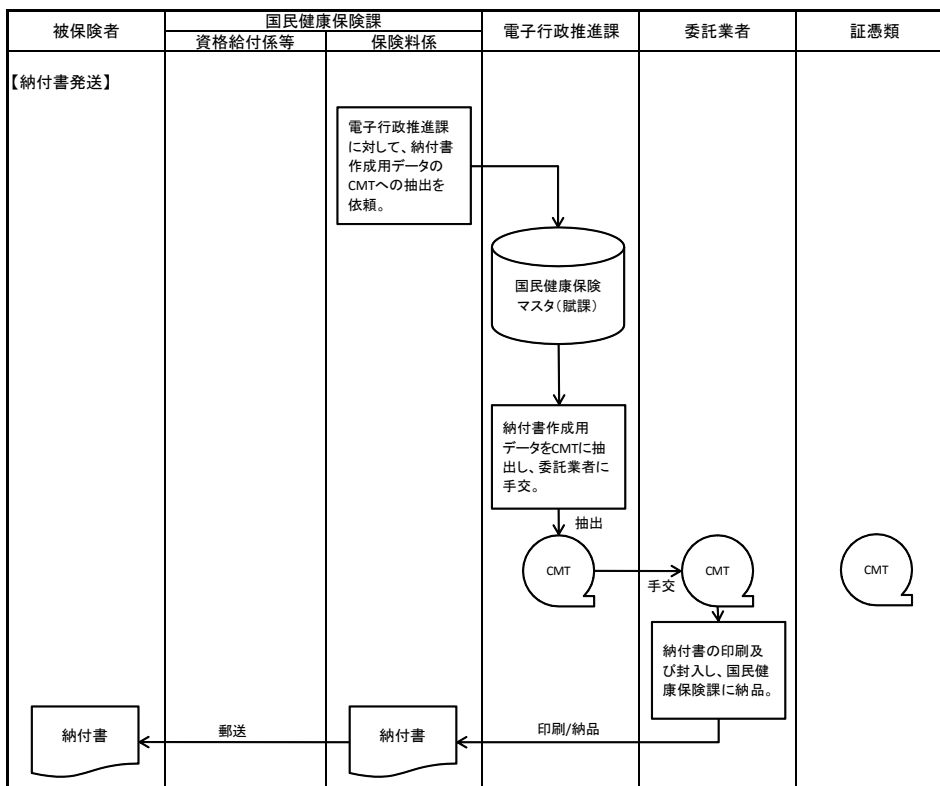 被保険者
国民健康保険課
資格給付係等
保険料係
電子行政推進課
委託業者
証憑類
【納付書発送】
電子行政推進課
に対して、納付書
作成用データの
CMTへの抽出を
依頼。
国民健康保険
マスタ(賦課)
納付書作成用
データをCMTに抽
出し、委託業者に
手交。
抽出
CMT
手交
CMT
CMT
納付書の印刷及
び封入し、国民健
康保険課に納品。
納付書
郵送
納付書
印刷/納品